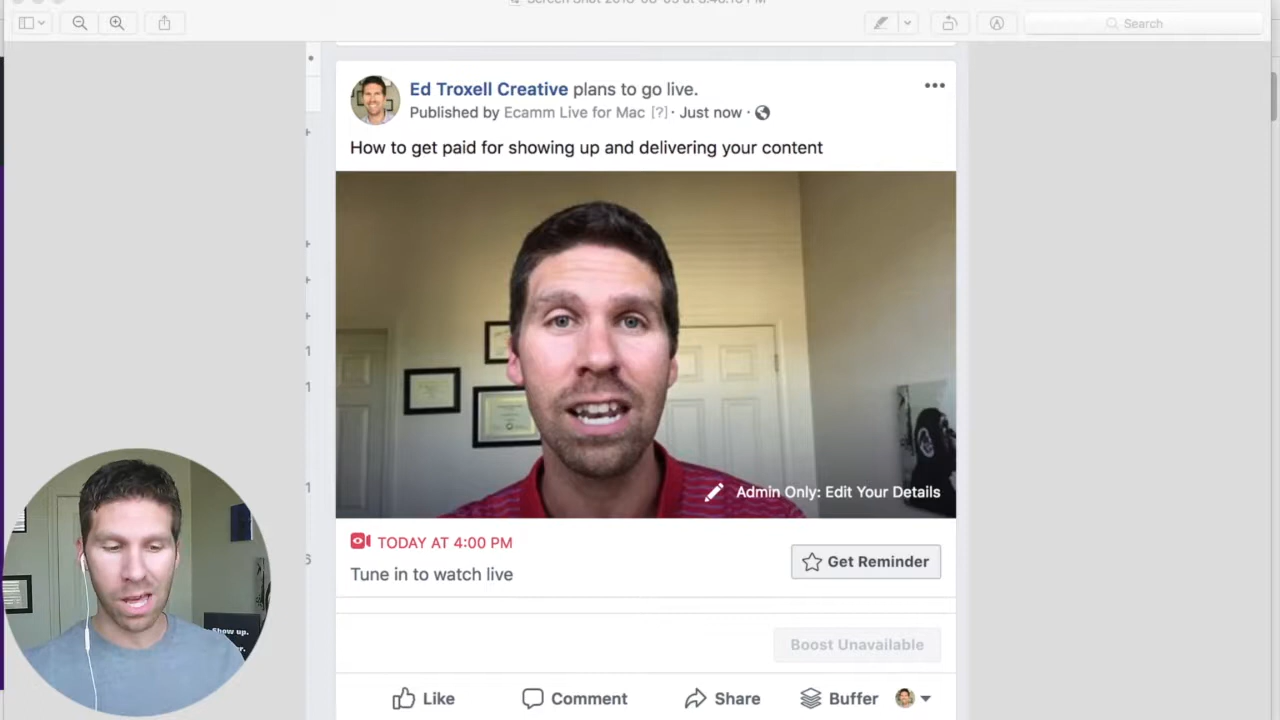 Search
Ed Troxell Creative plans to go live.
Published by Ecamm Live for Mac [?] · Just now ·
How to get paid for showing up and delivering your content
Admin Only: Edit Your Details
TODAY AT 4:00 PM
Get Reminder
Tune in to watch live
Show up.
Boost Unavailable
Like Comment Share Buffer